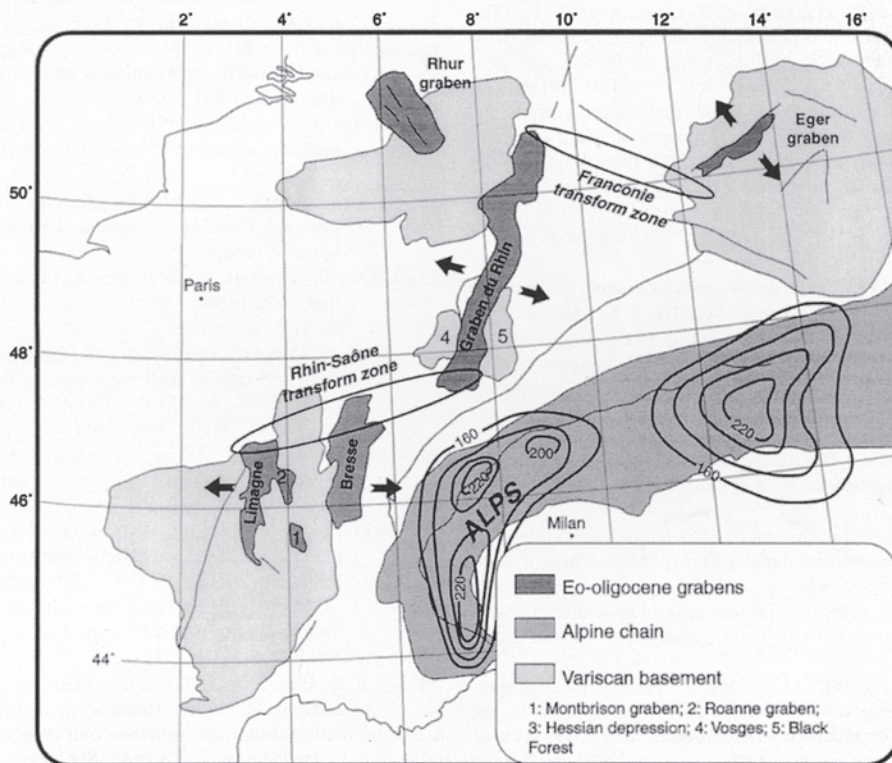 2°
4°
6°
8°
10°
12°
14°
16°
Rhur
graben
Eger
graben
50°
Franconie
transform zone
Paris
Graben du Rhin
4
5
48°
Rhin-Saône
transform zone
160
220
200
220
160
Limagne
2
Bresse
46°
ALPS
1
Milan
220
44°
Eo-oligocene grabens
Alpine chain
Variscan basement
1: Montbrison graben; 2: Roanne graben;
3: Hessian depression; 4: Vosges; 5: Black
Forest